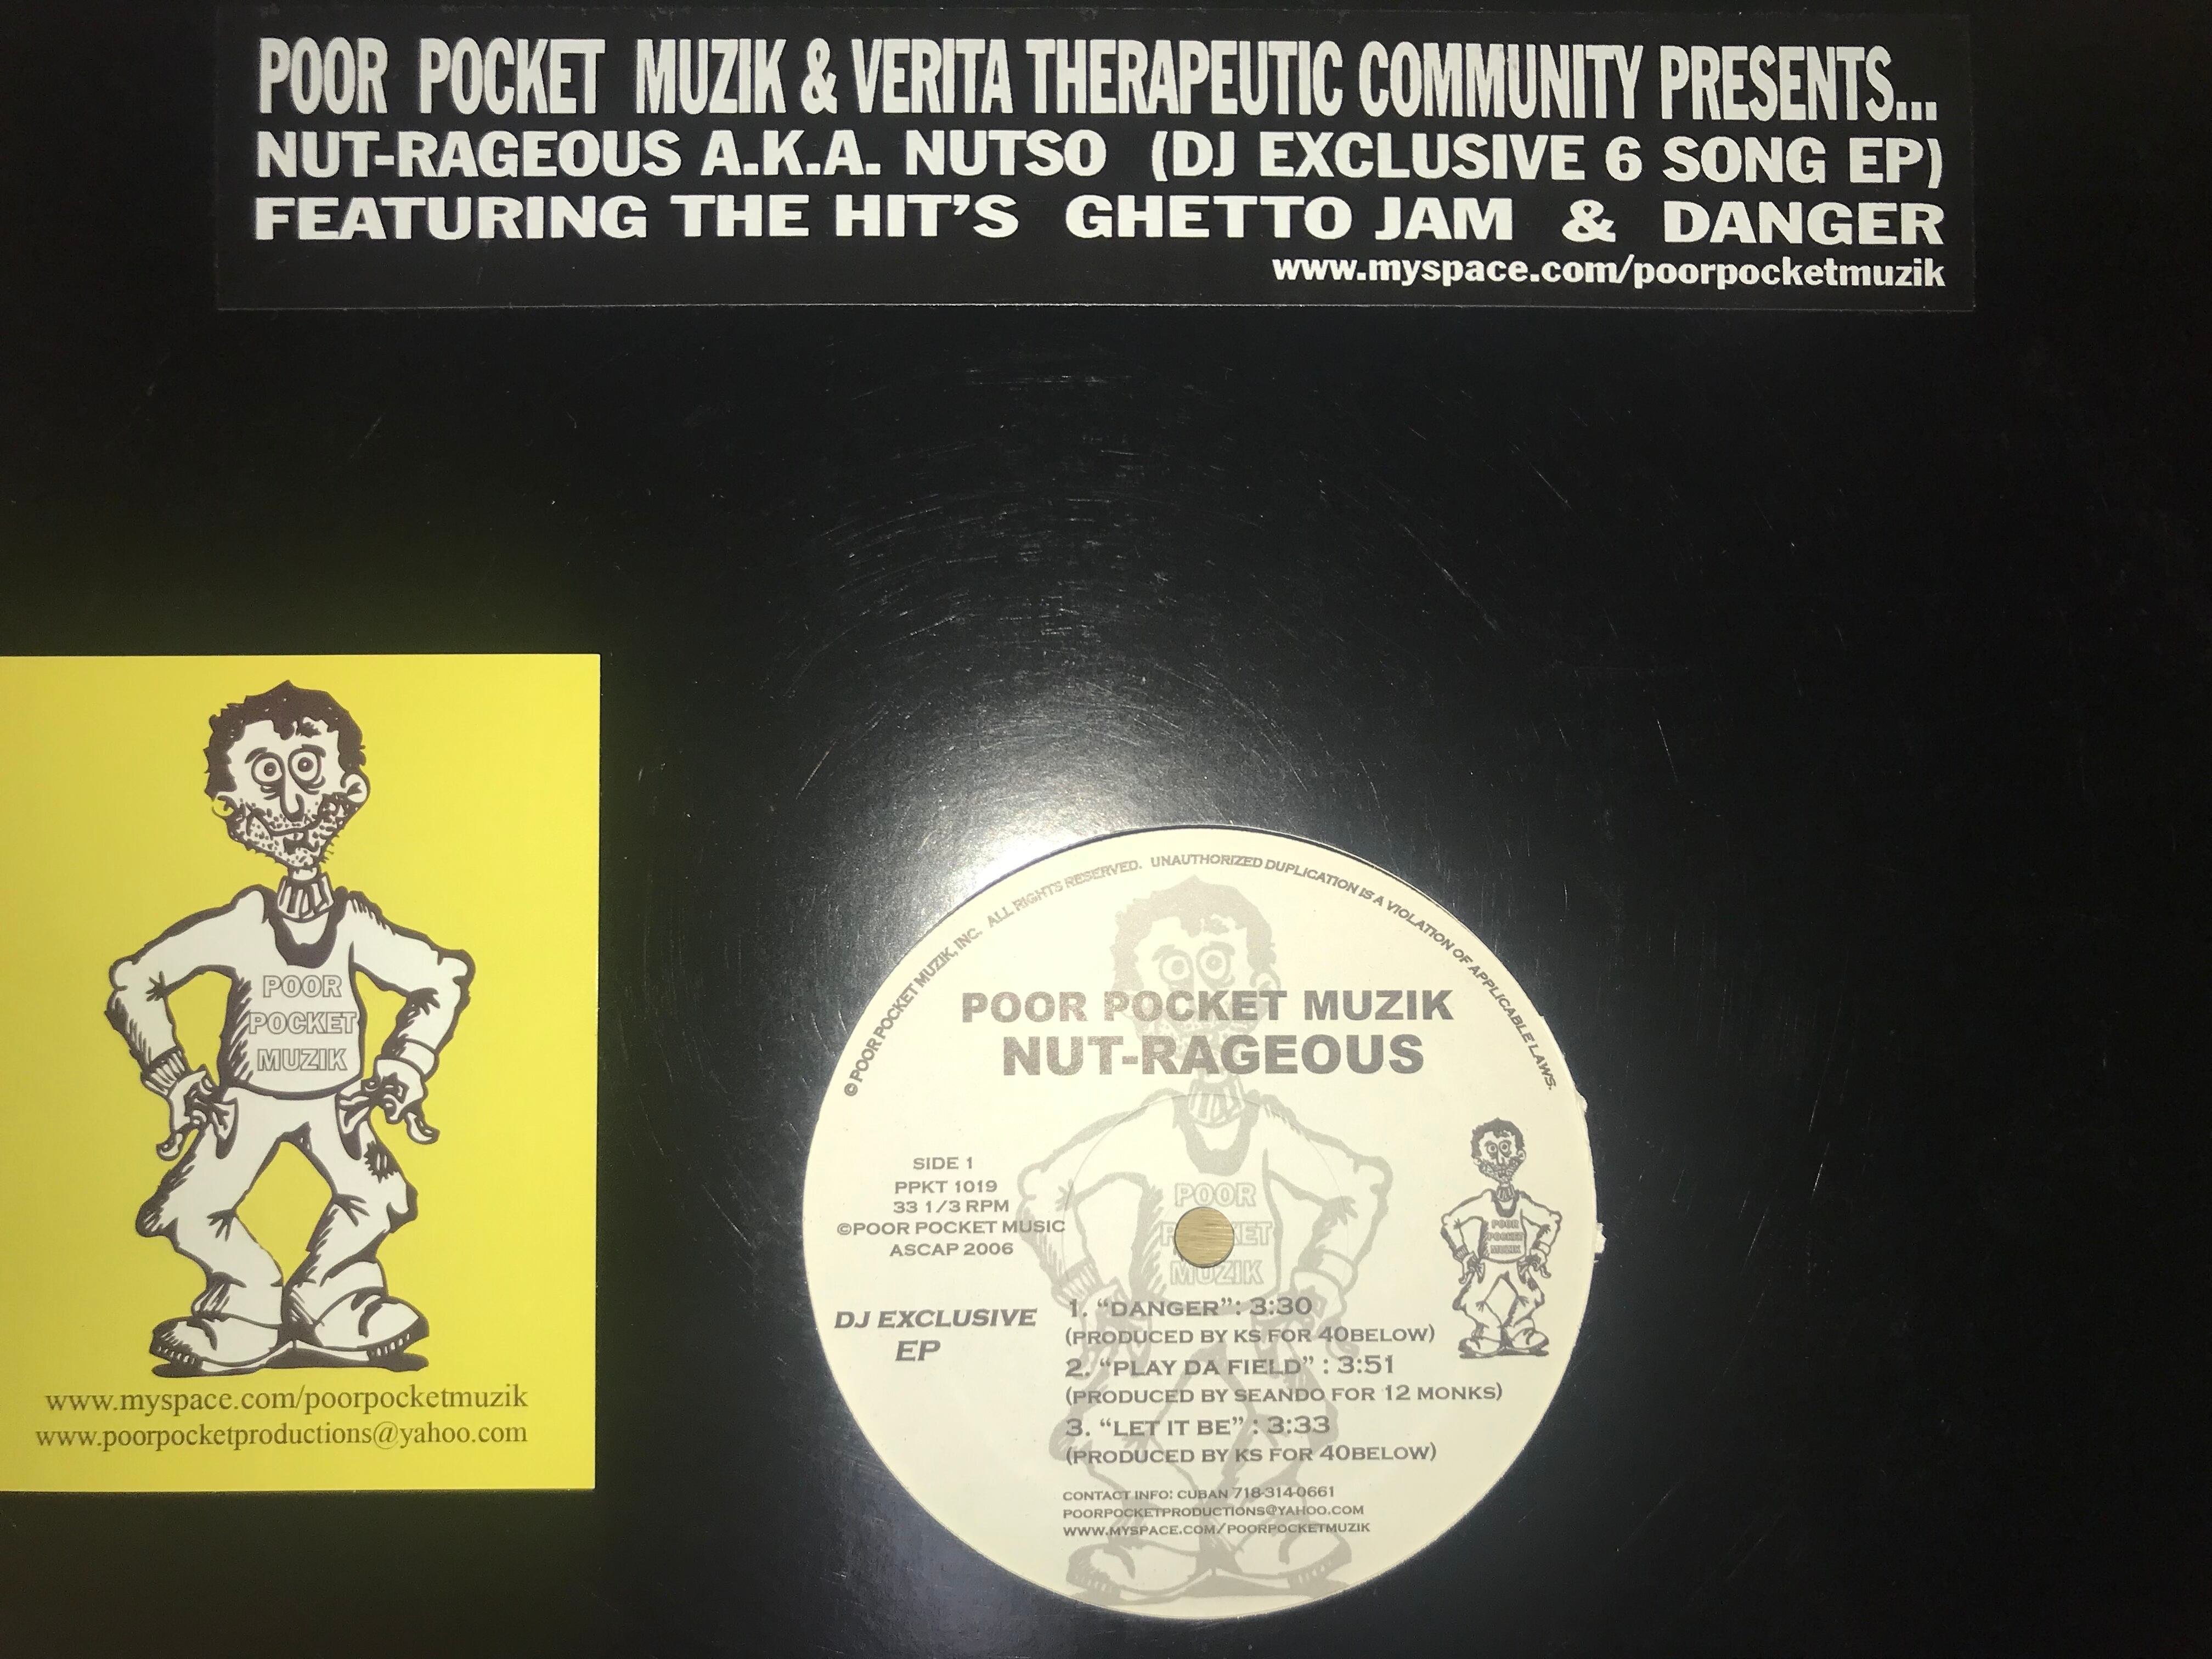 POOR POCKET MUZIK & VERITA THERAPEUTIC COMMUNITY PRESENTS...
NUT-RAGEOUS A.K.A. NUTSO (DJ EXCLUSIVE 6 SONG EP)
FEATURING THE HIT'S GHETTO JAM & DANGER
www.myspace.com/poorpocketmuzik
POOR
POCKET
MUZIK
www.myspace.com/poorpocketmuzik
www.poorpocketproductions@yahoo.com
© POOR POCKET MUZIK, INC. ALL RIGHTS RESERVED. UNAUTHORIZED DUPLICATION IS A VIOLATION OF APPLICABLE LAWS.
POOR POCKET MUZIK
NUT-RAGEOUS
SIDE 1
PPKT 1019
33 1/3 RPM
©POOR POCKET MUSIC
ASCAP 2006
DJ EXCLUSIVE
EP
POOR
POCKET
MUZIK
POOR
POCKET
MUZIK
1. "DANGER": 3:30
(PRODUCED BY KS FOR 40BELOW)
2. "PLAY DA FIELD" : 3:51
(PRODUCED BY SEANDO FOR 12 MONKS)
3. "LET IT BE" : 3:33
(PRODUCED BY KS FOR 40BELOW)
CONTACT INFO: CUBAN 718-314-0661
POORPOCKETPRODUCTIONS@YAHOO.COM
WWW.MYSPACE.COM/POORPOCKETMUZIK